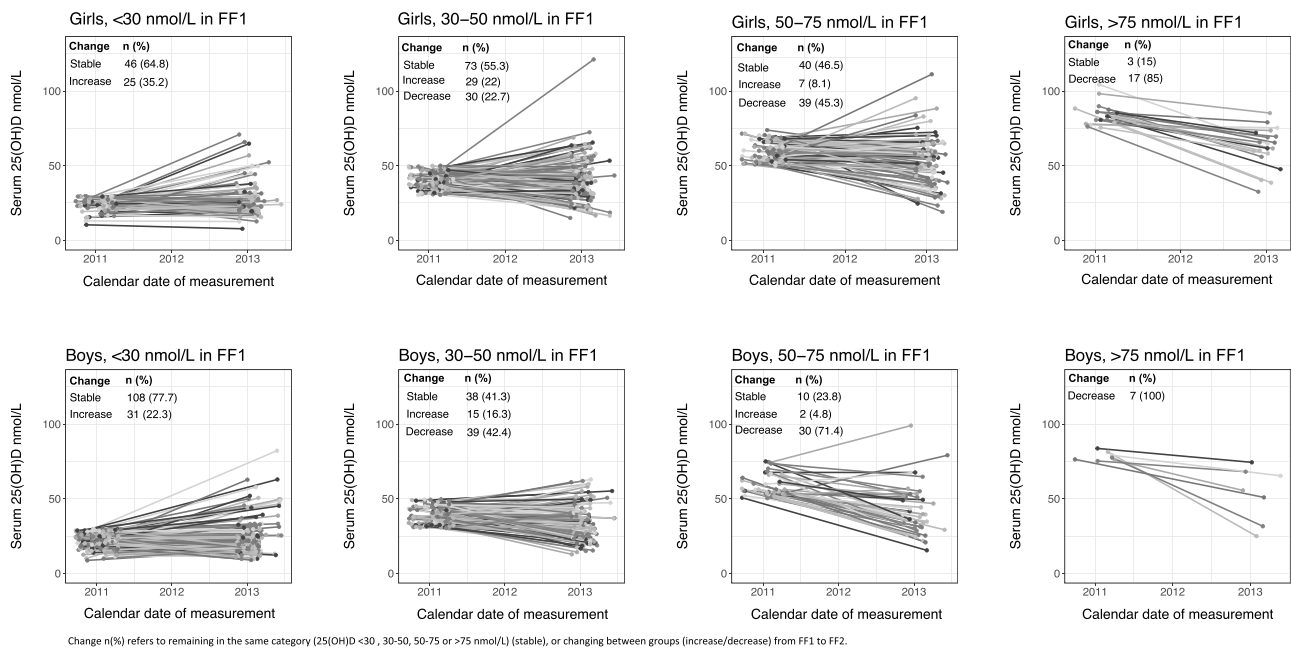 Girls, <30 nmol/L in FF1
Change n (%)
Stable 46 (64.8)
Increase 25 (35.2)
Serum 25(OH)D nmol/L
100
50
0
2011 2012 2013
Calendar date of measurement
Girls, 30−50 nmol/L in FF1
Change n (%)
Stable 73 (55.3)
Increase 29 (22)
Decrease 30 (22.7)
Serum 25(OH)D nmol/L
100
50
0
2011 2012 2013
Calendar date of measurement
Girls, 50−75 nmol/L in FF1
Change n (%)
Stable 40 (46.5)
Increase 7 (8.1)
Decrease 39 (45.3)
Serum 25(OH)D nmol/L
100
50
0
2011 2012 2013
Calendar date of measurement
Girls, >75 nmol/L in FF1
Change n (%)
Stable 3 (15)
Decrease 17 (85)
Serum 25(OH)D nmol/L
100
50
0
2011 2012 2013
Calendar date of measurement
Boys, <30 nmol/L in FF1
Change n (%)
Stable 108 (77.7)
Increase 31 (22.3)
Serum 25(OH)D nmol/L
100
50
0
2011 2012 2013
Calendar date of measurement
Boys, 30−50 nmol/L in FF1
Change n (%)
Stable 38 (41.3)
Increase 15 (16.3)
Decrease 39 (42.4)
Serum 25(OH)D nmol/L
100
50
0
2011 2012 2013
Calendar date of measurement
Boys, 50−75 nmol/L in FF1
Change n (%)
Stable 10 (23.8)
Increase 2 (4.8)
Decrease 30 (71.4)
Serum 25(OH)D nmol/L
100
50
0
2011 2012 2013
Calendar date of measurement
Boys, >75 nmol/L in FF1
Change n (%)
Decrease 7 (100)
Serum 25(OH)D nmol/L
100
50
0
2011 2012 2013
Calendar date of measurement
Change n(%) refers to remaining in the same category (25(OH)D <30 , 30-50, 50-75 or >75 nmol/L) (stable), or changing between groups (increase/decrease) from FF1 to FF2.